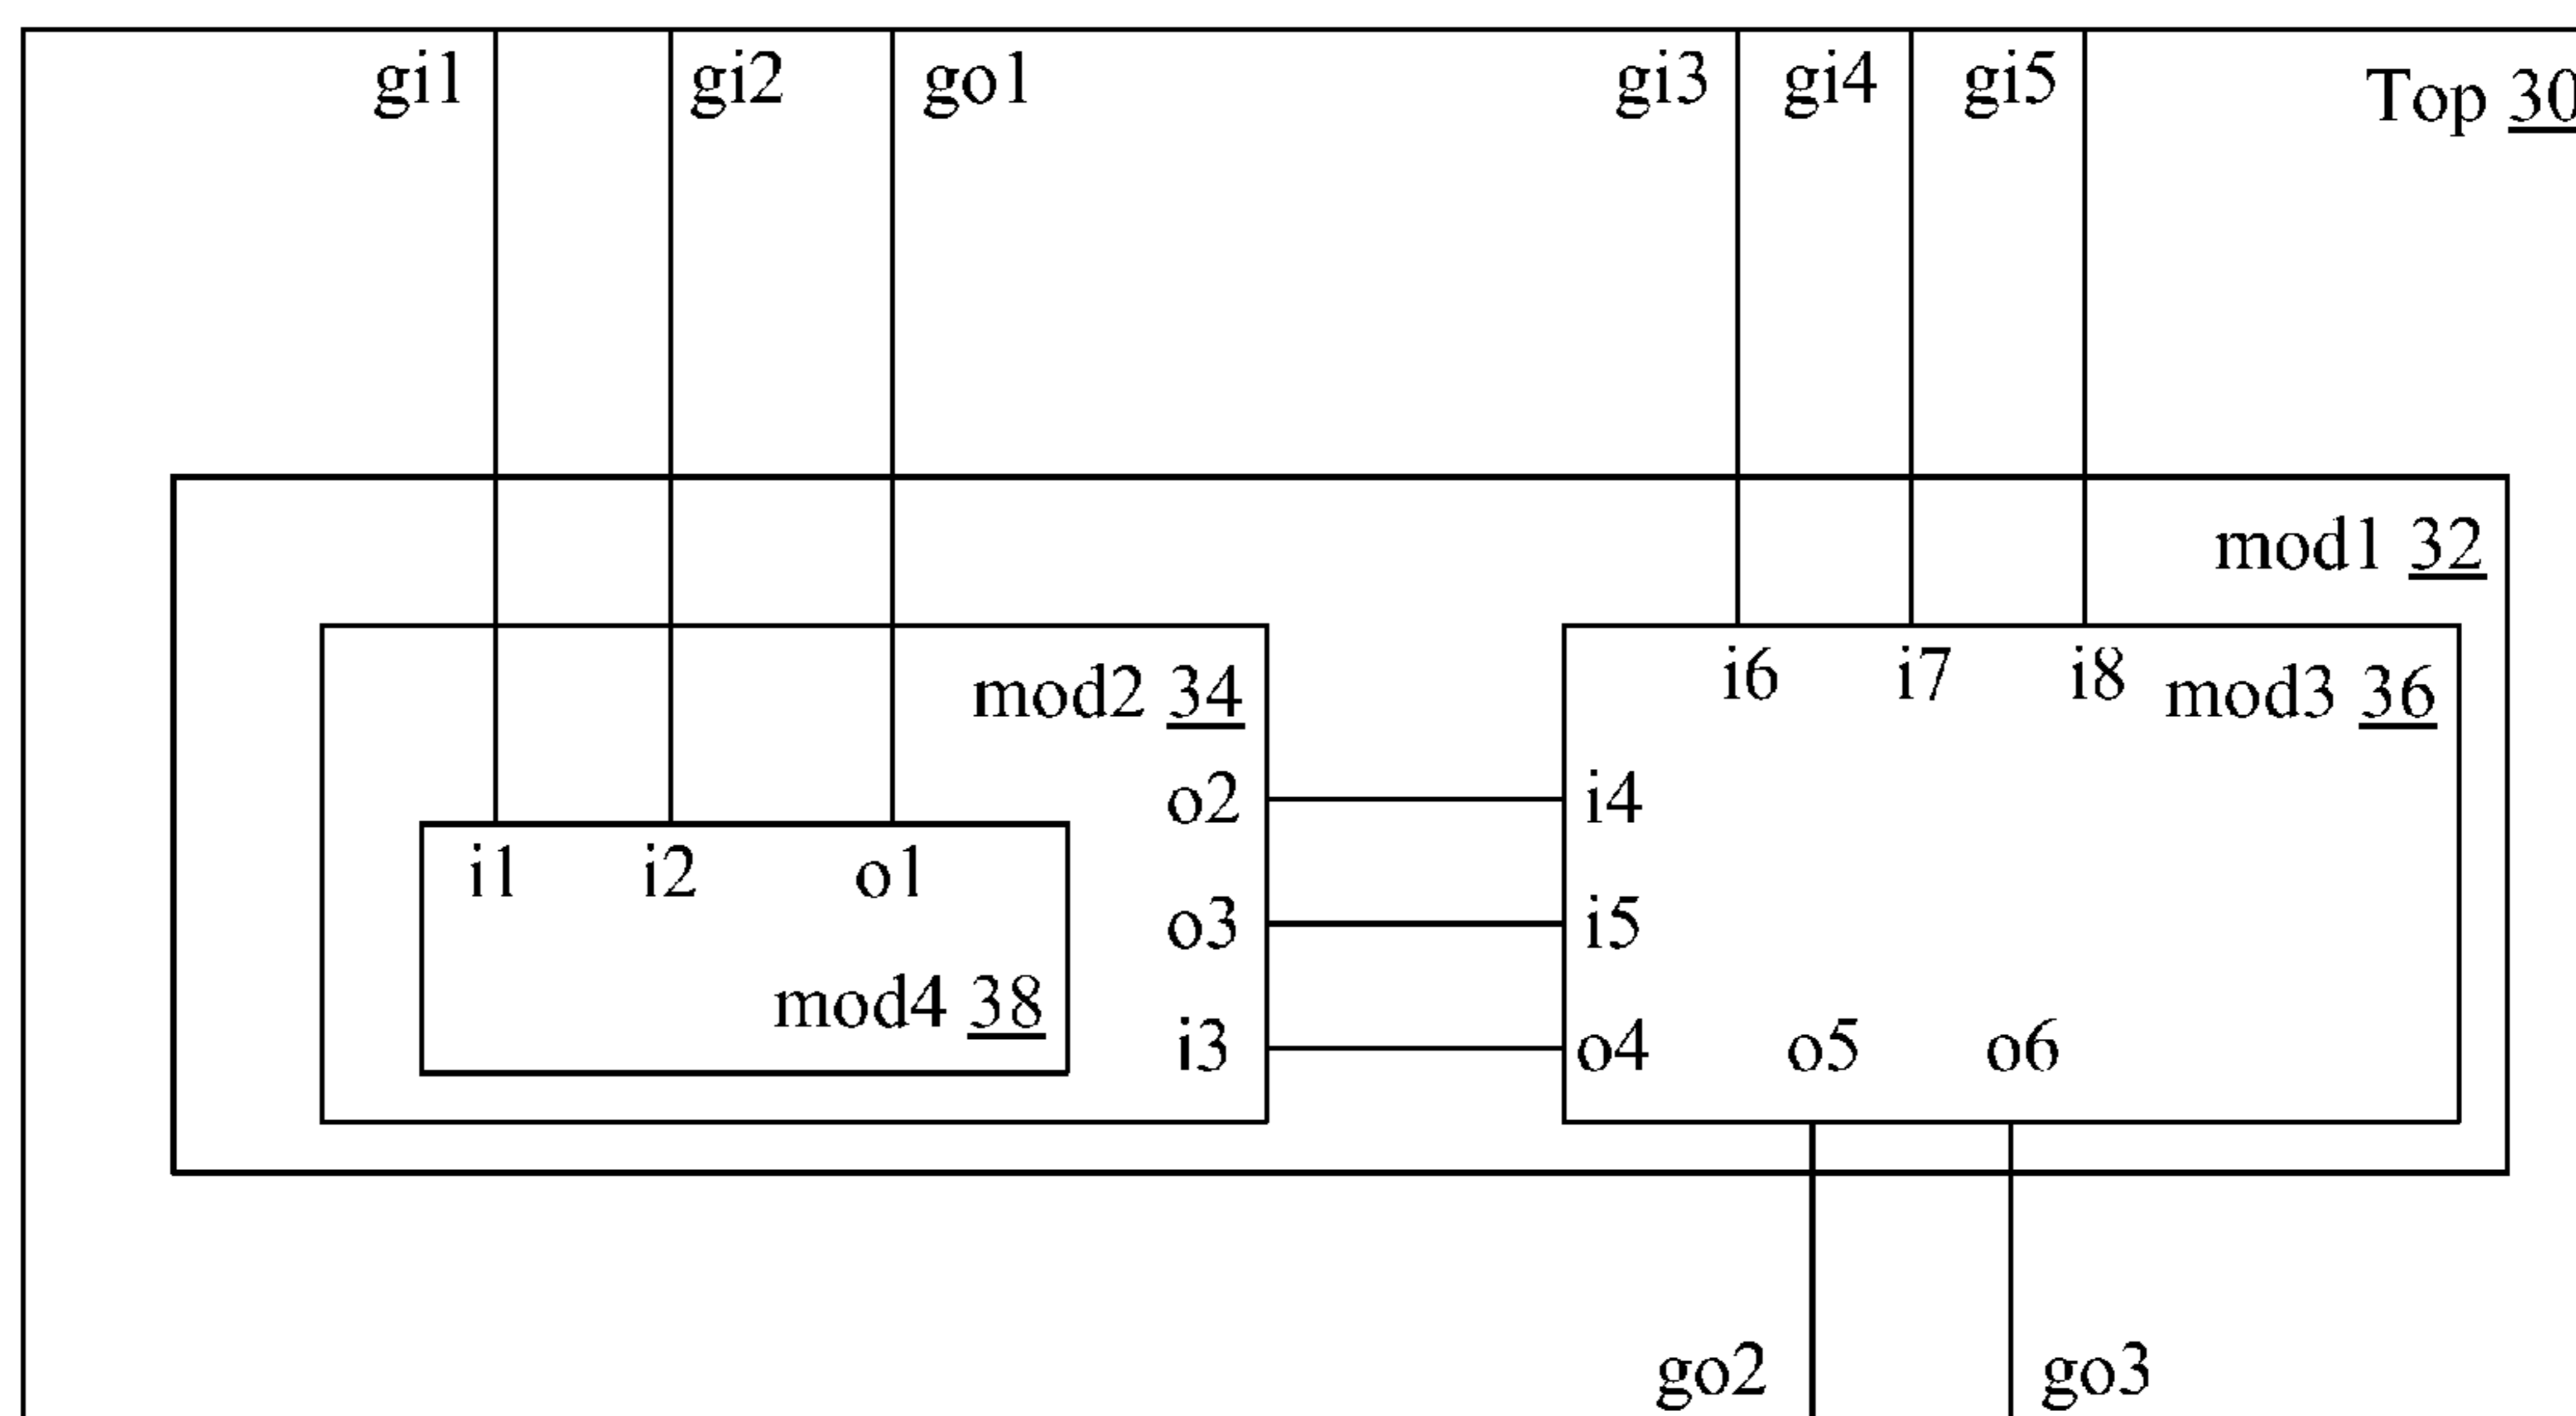 gi1 gi2 go1 gi3 gi4 gi5 Top 30
mod1 32
i6 i7 i8 mod3 36
mod2 34
o2 i4
i1 i2 o1
o3 i5
mod4 38
i3 o4 o5 o6
go2 go3